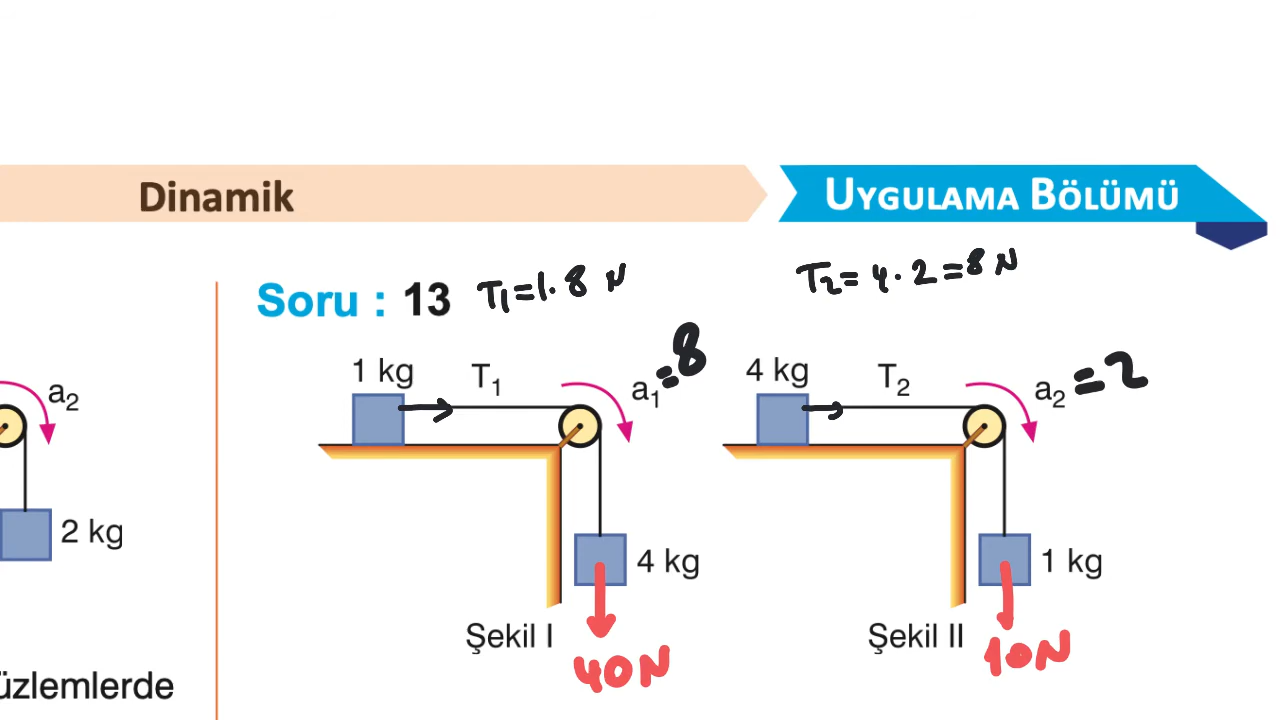 Dinamik
UYGULAMA BÖLÜMÜ
Soru : 13
T₁=1.8 N
T₂=4.2=8 N
a₂
2 kg
üzlemlerde
1 kg
T₁
a₁=8
4 kg
Şekil I
40N
4 kg
T₂
a₂=2
1 kg
Şekil II
10N